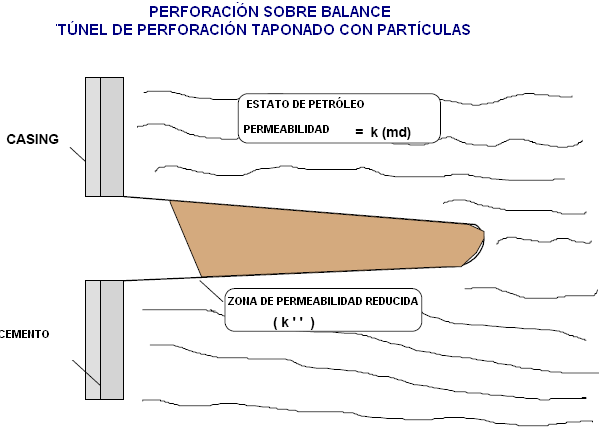 PERFORACIÓN SOBRE BALANCE
TÚNEL DE PERFORACIÓN TAPONADO CON PARTÍCULAS
ESTATO DE PETRÓLEO
PERMEABILIDAD = k (md)
CASING
ZONA DE PERMEABILIDAD REDUCIDA
( k ' ' )
CEMENTO